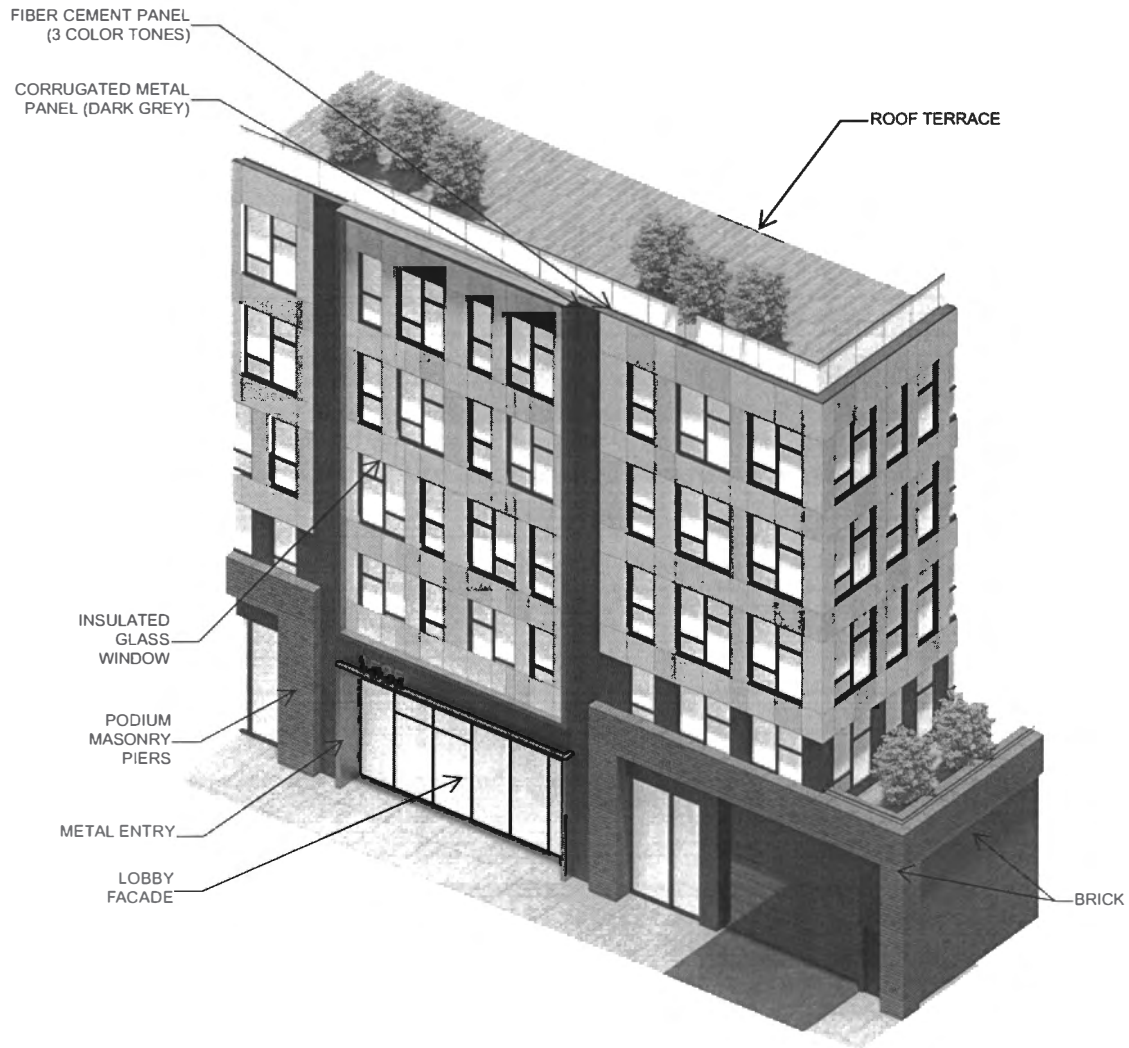 FIBER CEMENT PANEL
(3 COLOR TONES)
CORRUGATED METAL
PANEL (DARK GREY)
ROOF TERRACE
INSULATED
GLASS
WINDOW
PODIUM
MASONRY
PIERS
METAL ENTRY
LOBBY
FACADE
BRICK